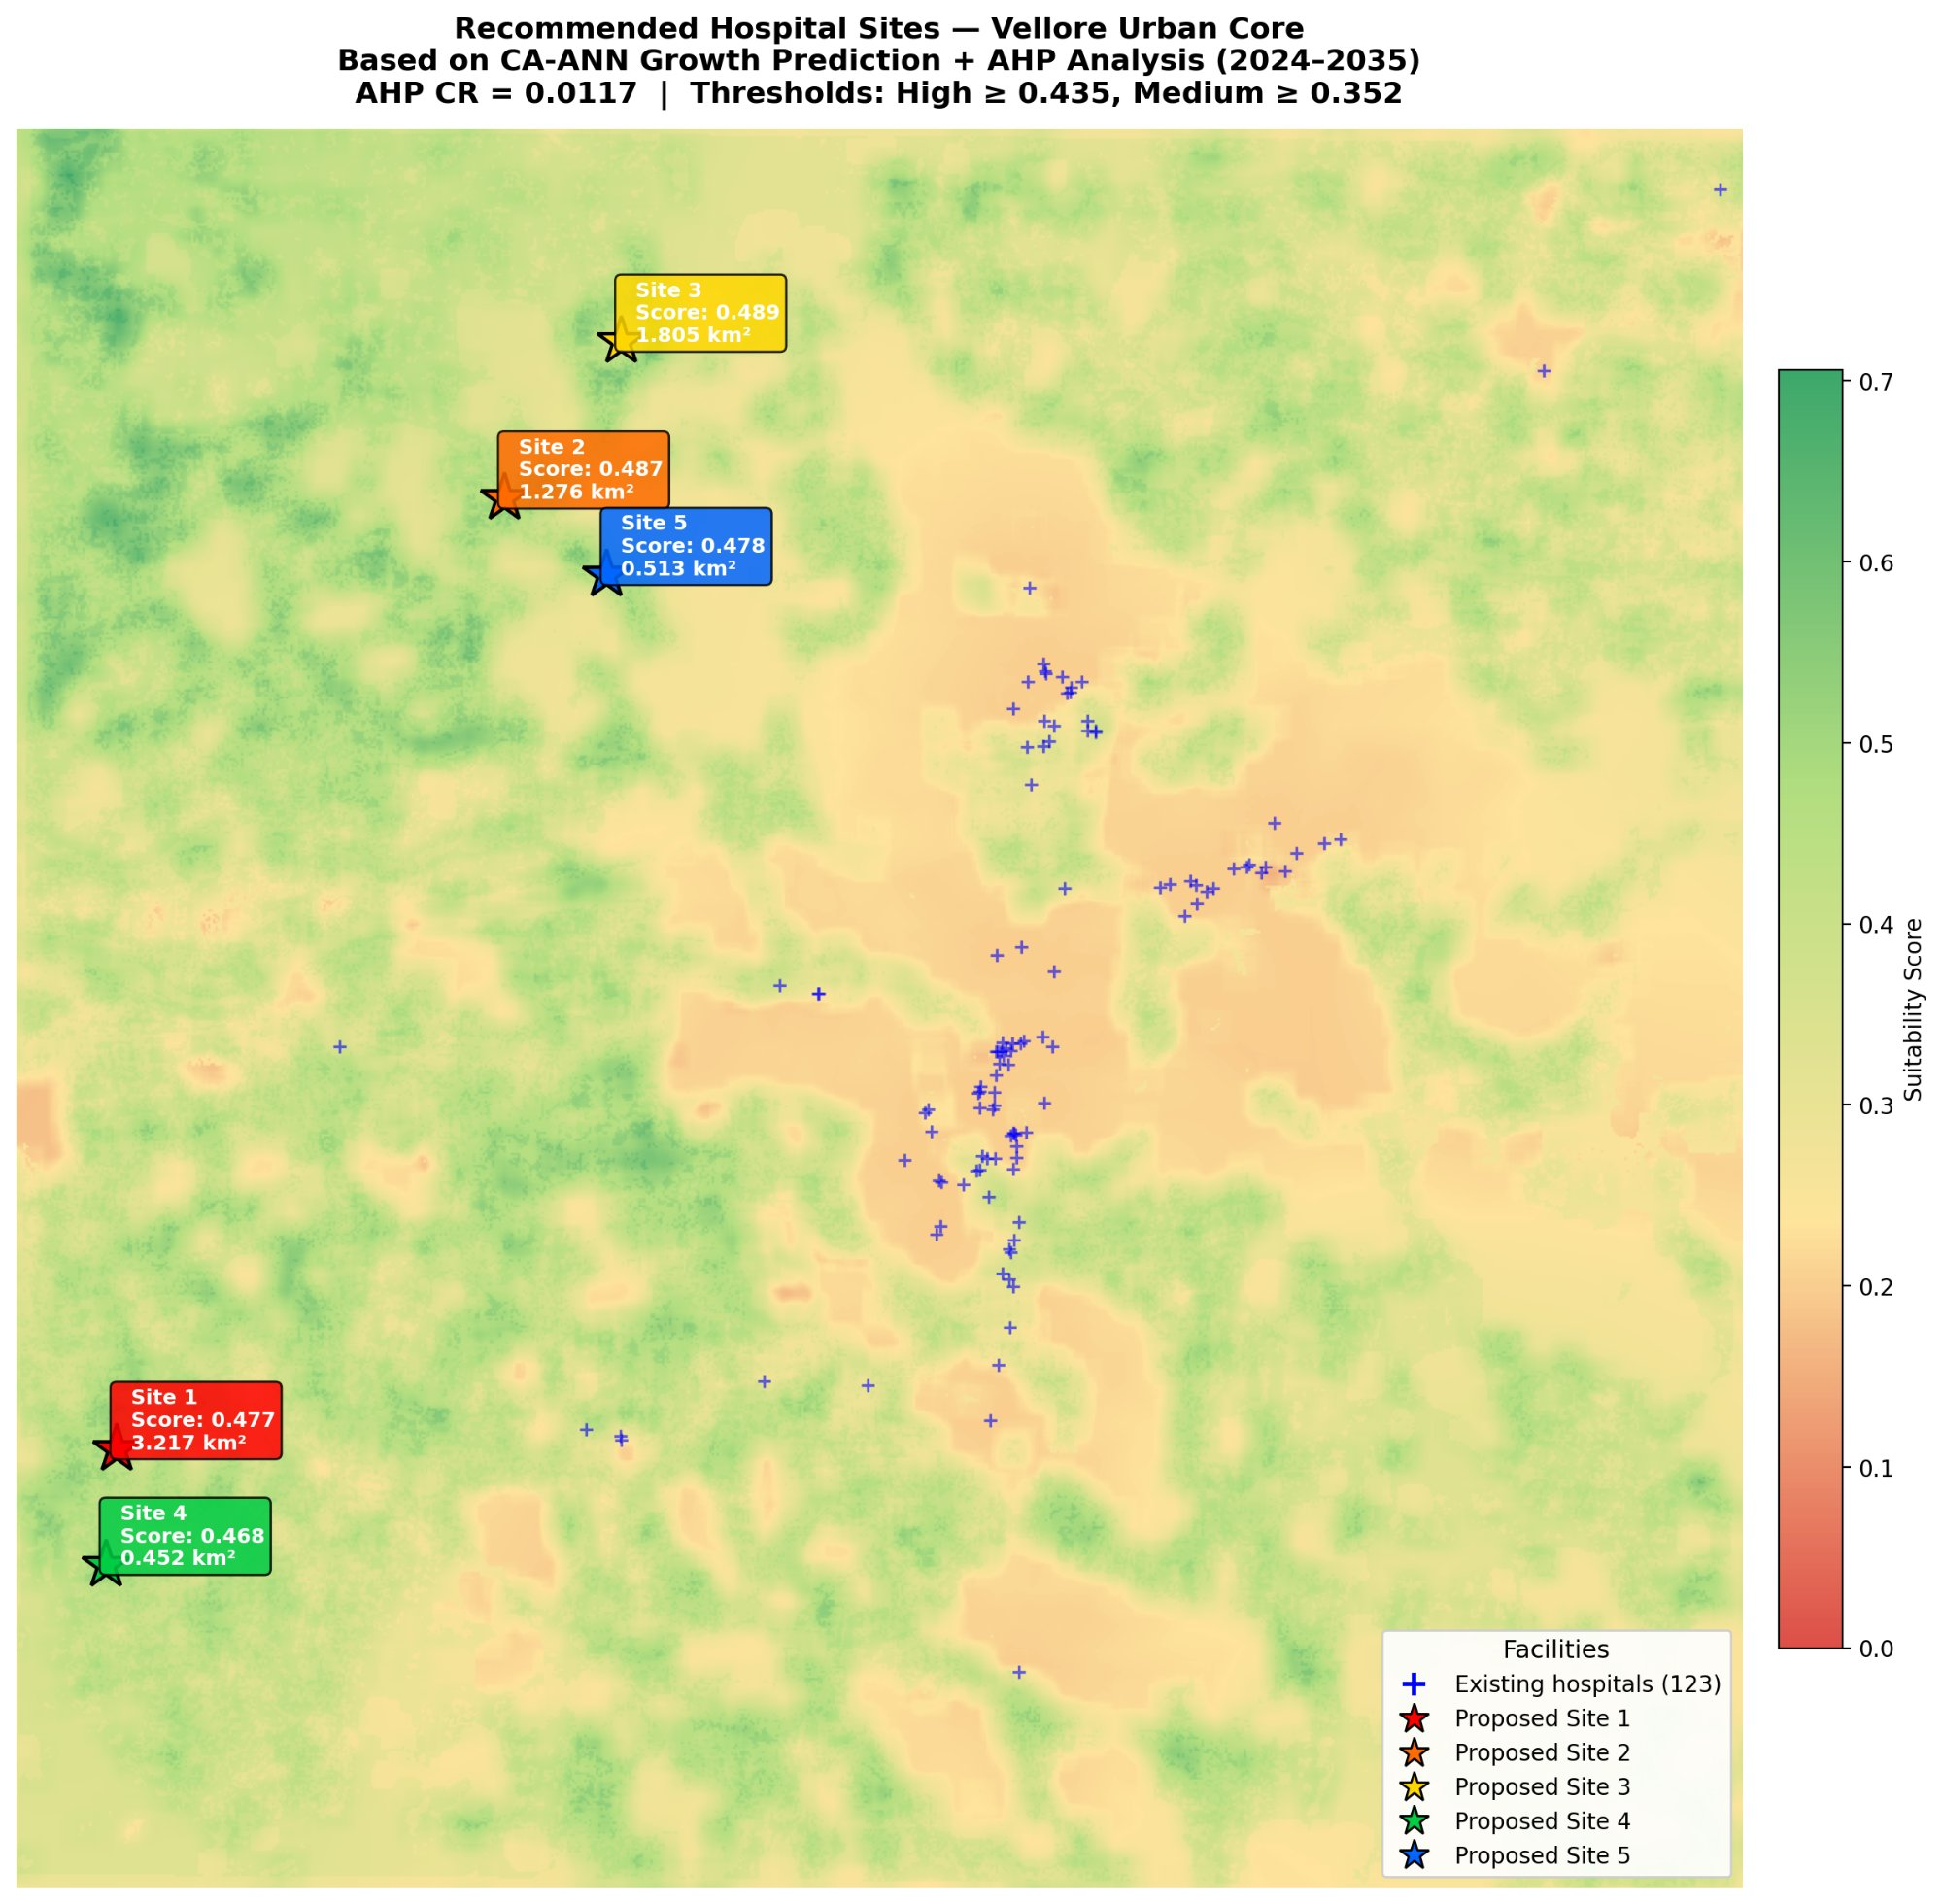 Recommended Hospital Sites — Vellore Urban Core
Based on CA-ANN Growth Prediction + AHP Analysis (2024–2035)
AHP CR = 0.0117 | Thresholds: High ≥ 0.435, Medium ≥ 0.352
Site 3
Score: 0.489
1.805 km²
Site 2
Score: 0.487
1.276 km²
Site 5
Score: 0.478
0.513 km²
Site 1
Score: 0.477
3.217 km²
Site 4
Score: 0.468
0.452 km²
Facilities
Existing hospitals (123)
Proposed Site 1
Proposed Site 2
Proposed Site 3
Proposed Site 4
Proposed Site 5
0.7
0.6
0.5
0.4
0.3
0.2
0.1
0.0
Suitability Score